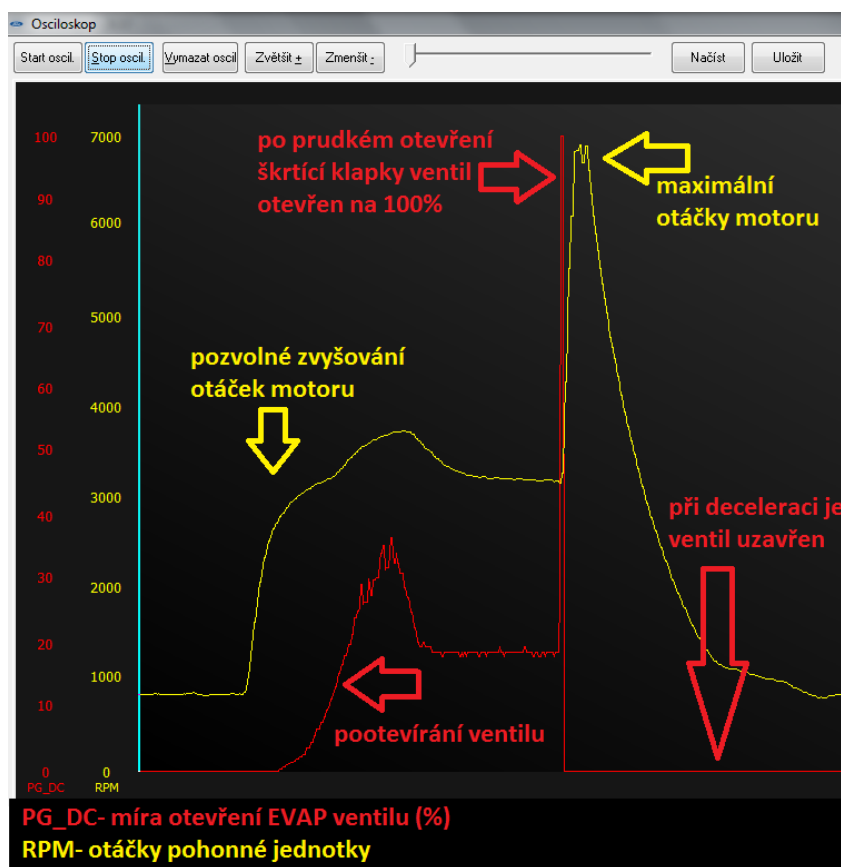 Osciloskop
Start oscil. Stop oscil. Vymazat oscil Zvětšit + Zmenšit - Načíst Uložit
po prudkém otevření
škrtící klapky ventil
otevřen na 100%
maximální
otáčky motoru
pozvolné zvyšování
otáček motoru
při deceleraci je
ventil uzavřen
pootevírání ventilu
100 7000
90
6000
80
5000
70
60
4000
50
3000
40
30
2000
20
1000
10
0 0
PG_DC RPM
PG_DC- míra otevření EVAP ventilu (%)
RPM- otáčky pohonné jednotky